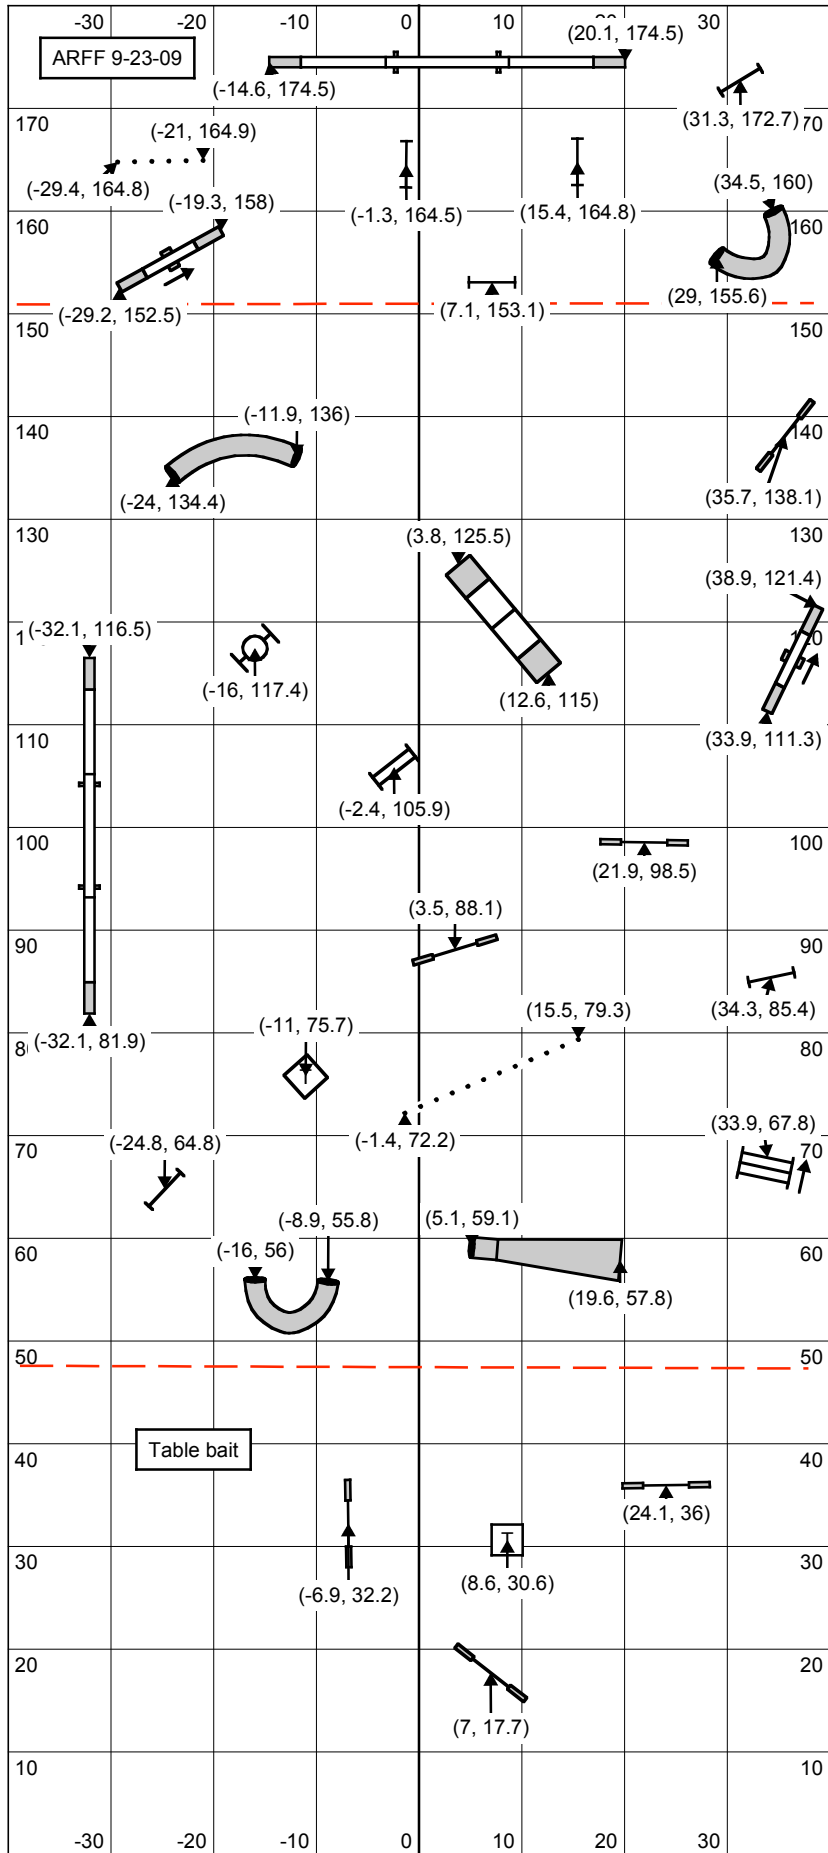 -30 -20 -10 0 10 20 30
ARFF 9-23-09
(20.1, 174.5)
(-14.6, 174.5)
170 (31.3, 172.7) 70
(-21, 164.9)
(-29.4, 164.8)
(-19.3, 158) (-1.3, 164.5) (15.4, 164.8) (34.5, 160)
160 160
(-29.2, 152.5) (7.1, 153.1) (29, 155.6)
150 150
(-11.9, 136)
140 140
(-24, 134.4) (35.7, 138.1)
130 130
(3.8, 125.5)
(38.9, 121.4)
(-32.1, 116.5) 120
(-16, 117.4) (12.6, 115)
110 (33.9, 111.3) 110
(-2.4, 105.9)
100 100
(21.9, 98.5)
(3.5, 88.1)
90 90
(34.3, 85.4)
(-11, 75.7) (15.5, 79.3)
8 (-32.1, 81.9) 80
(33.9, 67.8)
(-24.8, 64.8) (-1.4, 72.2)
70 70
(-8.9, 55.8) (5.1, 59.1)
60 (-16, 56) 60
(19.6, 57.8)
50 50
Table bait
40 40
(24.1, 36)
30 30
(-6.9, 32.2) (8.6, 30.6)
20 20
(7, 17.7)
10 10
-30 -20 -10 0 10 20 30